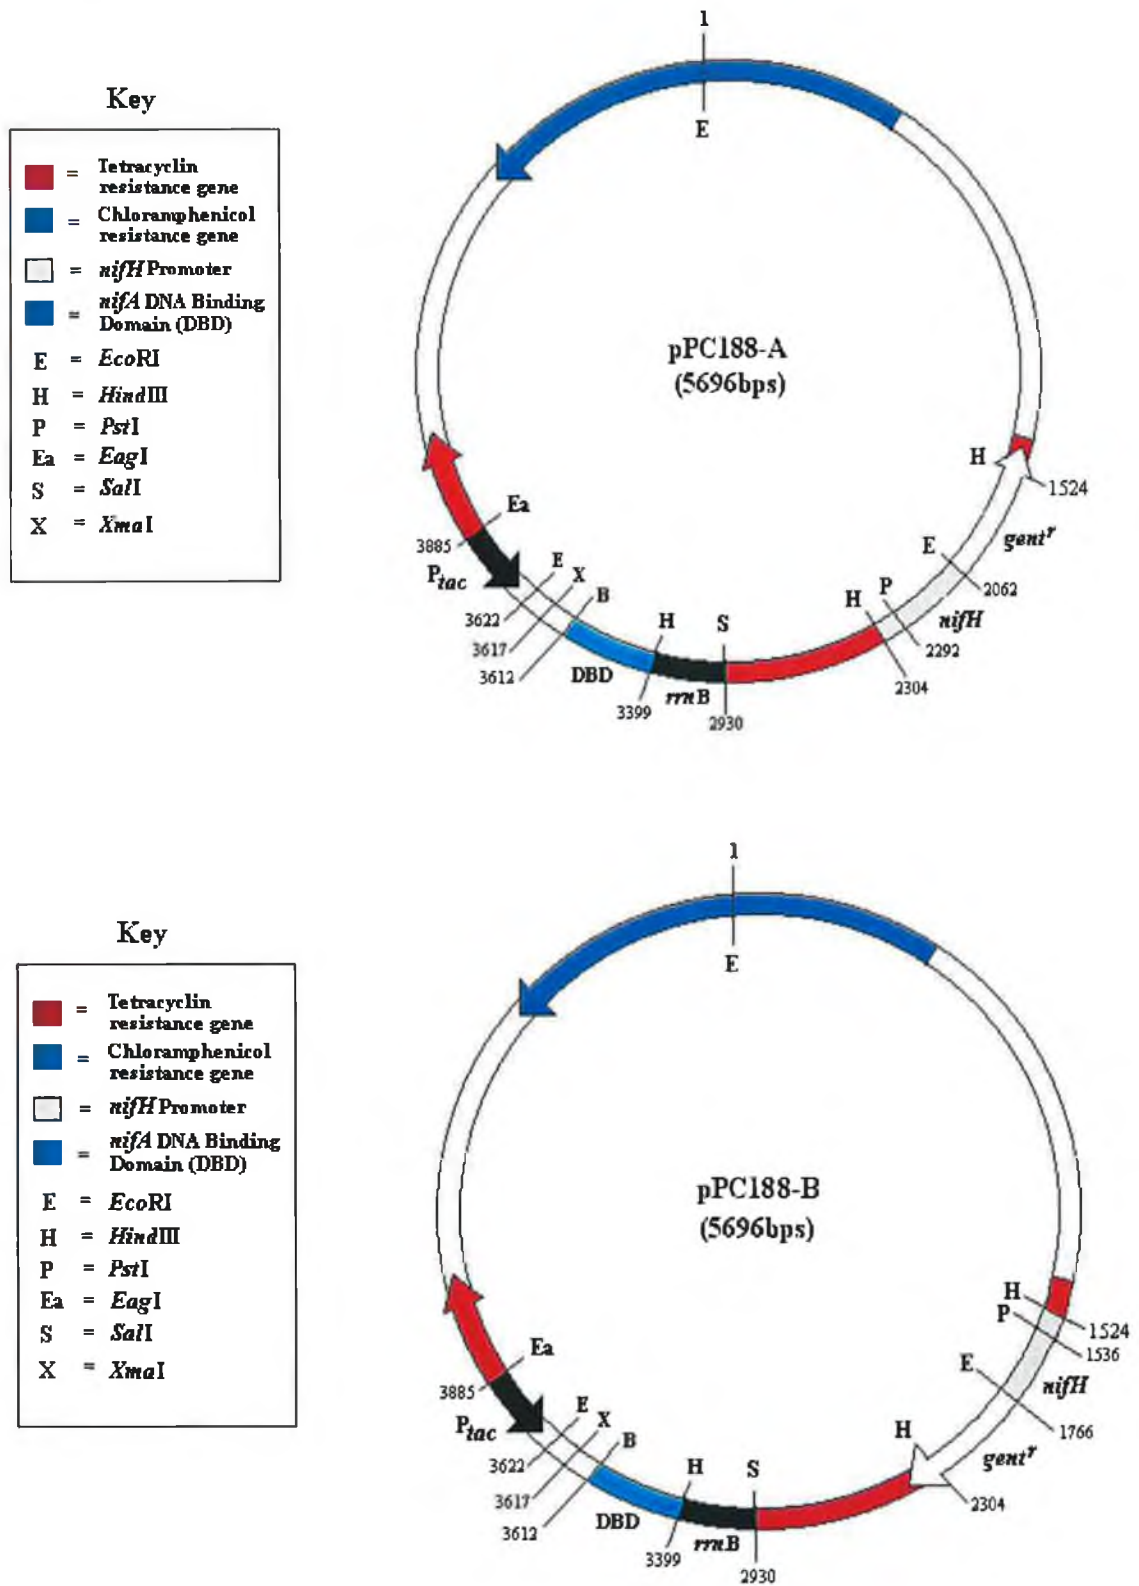 Key
= Tetracyclin
resistance gene
= Chloramphenicol
resistance gene
= nifH Promoter
= nifA DNA Binding
Domain (DBD)
E = EcoRI
H = HindIII
P = PstI
Ea = EagI
S = SalI
X = XmaI
1
E
pPC188-A
(5696bps)
H
1524
gentr
E
2062
nifH
P
2292
H
2304
S
2930
rrnB
H
3399
DBD
B
3612
X
3617
E
3622
Ptac
Ea
3885
Key
= Tetracyclin
resistance gene
= Chloramphenicol
resistance gene
= nifH Promoter
= nifA DNA Binding
Domain (DBD)
E = EcoRI
H = HindIII
P = PstI
Ea = EagI
S = SalI
X = XmaI
1
E
pPC188-B
(5696bps)
H
1524
P
1536
nifH
E
1766
gentr
H
2304
S
2930
rrnB
H
3399
DBD
B
3612
X
3617
E
3622
Ptac
Ea
3885